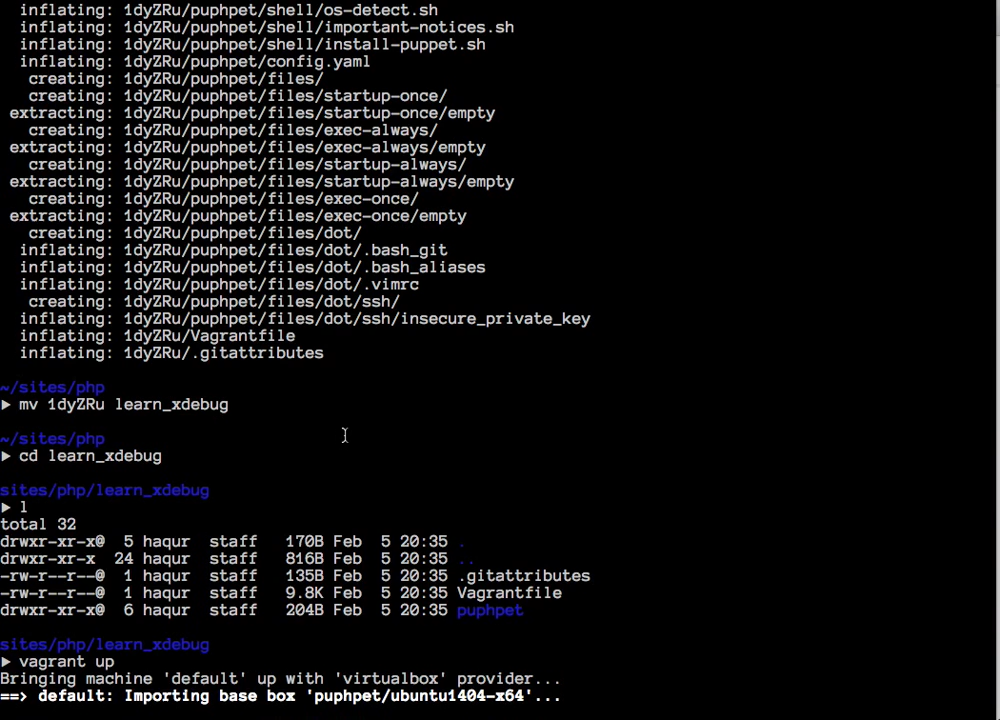 inflating: 1dyZRu/puphpet/shell/os-detect.sh
inflating: 1dyZRu/puphpet/shell/important-notices.sh
inflating: 1dyZRu/puphpet/shell/install-puppet.sh
inflating: 1dyZRu/puphpet/config.yaml
creating: 1dyZRu/puphpet/files/
creating: 1dyZRu/puphpet/files/startup-once/
extracting: 1dyZRu/puphpet/files/startup-once/empty
creating: 1dyZRu/puphpet/files/exec-always/
extracting: 1dyZRu/puphpet/files/exec-always/empty
creating: 1dyZRu/puphpet/files/startup-always/
extracting: 1dyZRu/puphpet/files/startup-always/empty
creating: 1dyZRu/puphpet/files/exec-once/
extracting: 1dyZRu/puphpet/files/exec-once/empty
creating: 1dyZRu/puphpet/files/dot/
inflating: 1dyZRu/puphpet/files/dot/.bash_git
inflating: 1dyZRu/puphpet/files/dot/.bash_aliases
inflating: 1dyZRu/puphpet/files/dot/.vimrc
creating: 1dyZRu/puphpet/files/dot/ssh/
inflating: 1dyZRu/puphpet/files/dot/ssh/insecure_private_key
inflating: 1dyZRu/Vagrantfile
inflating: 1dyZRu/.gitattributes
~/sites/php
▶ mv 1dyZRu learn_xdebug
~/sites/php
▶ cd learn_xdebug
sites/php/learn_xdebug
▶ l
total 32
drwxr-xr-x@ 5 haqur staff 170B Feb 5 20:35 .
drwxr-xr-x 24 haqur staff 816B Feb 5 20:35 ..
-rw-r--r--@ 1 haqur staff 135B Feb 5 20:35 .gitattributes
-rw-r--r--@ 1 haqur staff 9.8K Feb 5 20:35 Vagrantfile
drwxr-xr-x@ 6 haqur staff 204B Feb 5 20:35 puphpet
sites/php/learn_xdebug
▶ vagrant up
Bringing machine 'default' up with 'virtualbox' provider...
==> default: Importing base box 'puphpet/ubuntu1404-x64'...